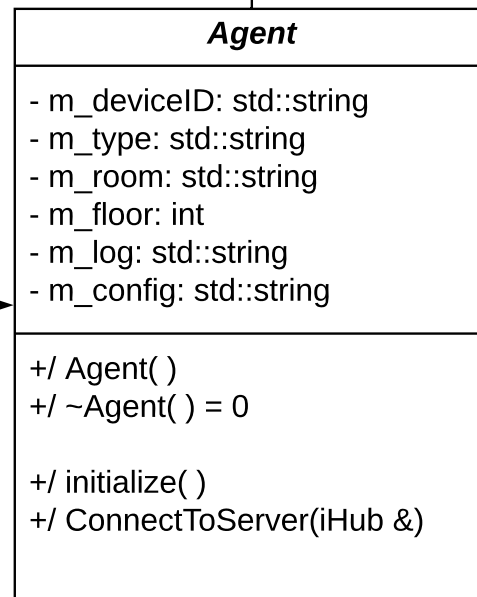 Agent
- m_deviceID: std::string
- m_type: std::string
- m_room: std::string
- m_floor: int
- m_log: std::string
- m_config: std::string
+/ Agent( )
+/ ~Agent( ) = 0
+/ initialize( )
+/ ConnectToServer(iHub &)